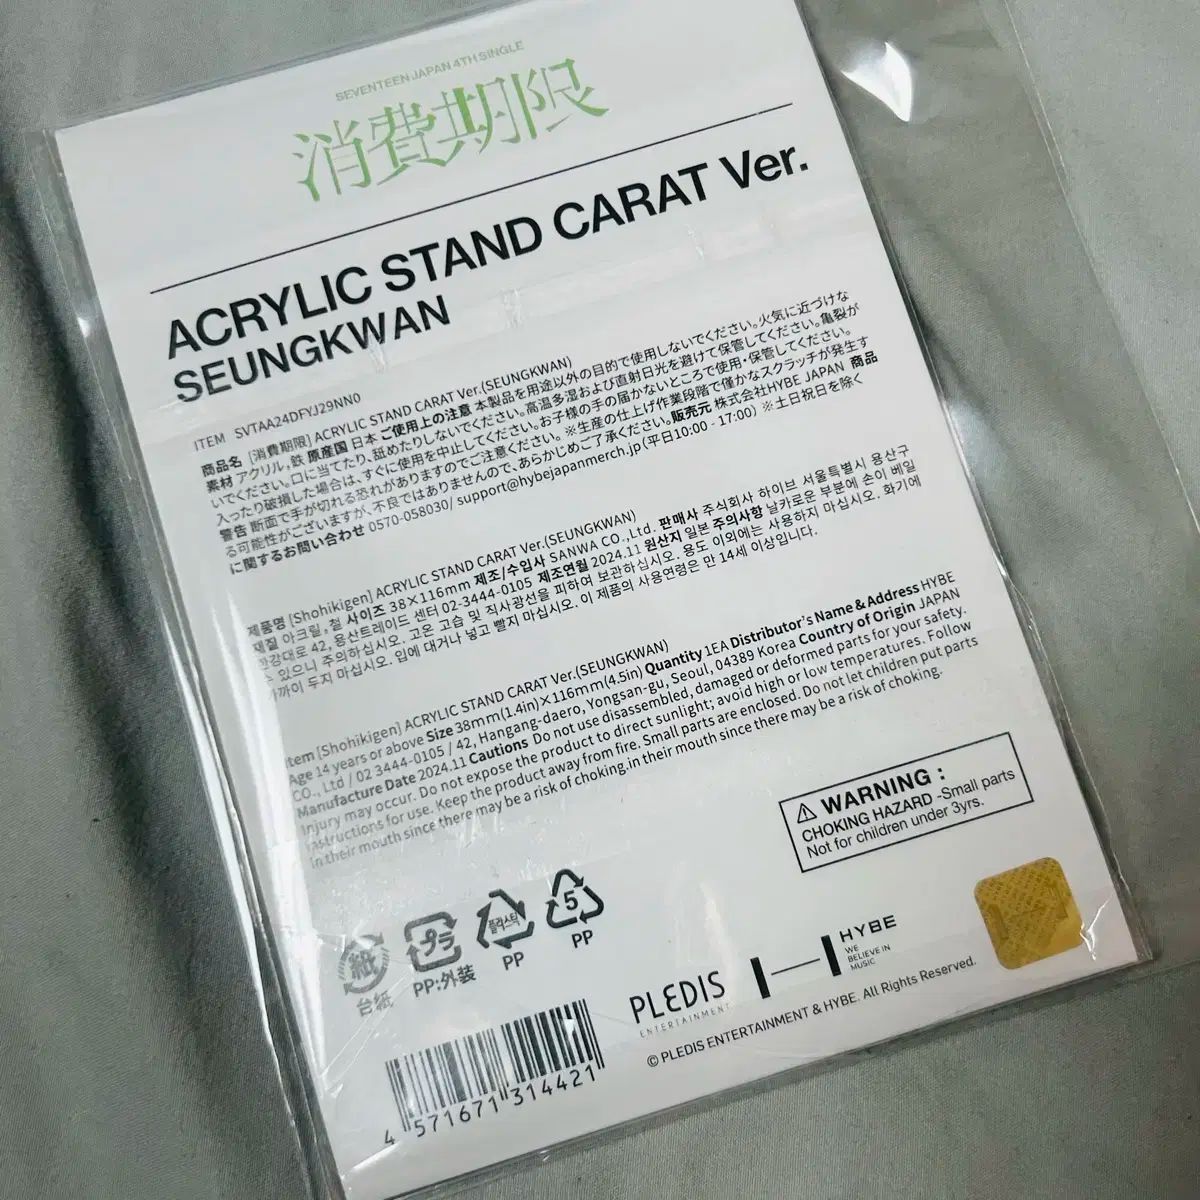 SEVENTEEN JAPAN 4TH SINGLE
消費期限
ACRYLIC STAND CARAT Ver.
SEUNGKWAN
ITEM SVTAA24DFYJ29NN0
商品名 [消費期限] ACRYLIC STAND CARAT Ver.(SEUNGKWAN)
素材 アクリル,鉄 原産国 日本 ご使用上の注意 本製品を用途以外の目的で使用しないでください。火気に近づけな
いでください。口に当てたり、舐めたりしないでください。高温多湿および直射日光を避けて保管してください。亀裂が
入ったり破損した場合は、すぐに使用を中止してください。お子様の手の届かないところで使用・保管してください。
警告 断面で手が切れる恐れがありますのでご注意ください。※生産の仕上げ作業段階で僅かなスクラッチが発生す
る可能性がございますが、不良ではありませんので、あらかじめご了承ください。販売元 株式会社HYBE JAPAN 商品
に関するお問い合わせ 0570-058030/ support@hybejapanmerch.jp (平日10:00 - 17:00) ※土日祝日を除く
제품명 [Shohikigen] ACRYLIC STAND CARAT Ver.(SEUNGKWAN)
재질 아크릴, 철 사이즈 38×116mm 제조/수입사 SANWA CO.,Ltd. 판매사 주식회사 하이브 서울특별시 용산구
한강대로 42, 용산트레이드 센터 02-3444-0105 제조연월 2024.11 원산지 일본 주의사항 날카로운 부분에 손이 베일
수 있으니 주의하십시오. 고온 고습 및 직사광선을 피하여 보관하십시오. 용도 이외에는 사용하지 마십시오. 화기에
가까이 두지 마십시오. 입에 대거나 넣고 빨지 마십시오. 이 제품의 사용연령은 만 14세 이상입니다.
Item [Shohikigen] ACRYLIC STAND CARAT Ver.(SEUNGKWAN)
Age 14 years or above Size 38mm(1.4in)×116mm(4.5in) Quantity 1EA Distributor's Name & Address HYBE
CO., Ltd / 02 3444-0105 / 42, Hangang-daero, Yongsan-gu, Seoul, 04389 Korea Country of Origin JAPAN
Manufacture Date 2024.11 Cautions Do not use disassembled, damaged or deformed parts for your safety.
Injury may occur. Do not expose the product to direct sunlight; avoid high or low temperatures. Follow
instructions for use. Keep the product away from fire. Small parts are enclosed. Do not let children put parts
in their mouth since there may be a risk of choking.in their mouth since there may be a risk of choking.
WARNING :
CHOKING HAZARD -Small parts
Not for children under 3yrs.
紙
台紙
プラ
PP:外装
플라스틱
PP
5
PP
PLEDIS
ENTERTAINMENT
HYBE
WE
BELIEVE IN
MUSIC
© PLEDIS ENTERTAINMENT & HYBE. All Rights Reserved.
4 571671 314421